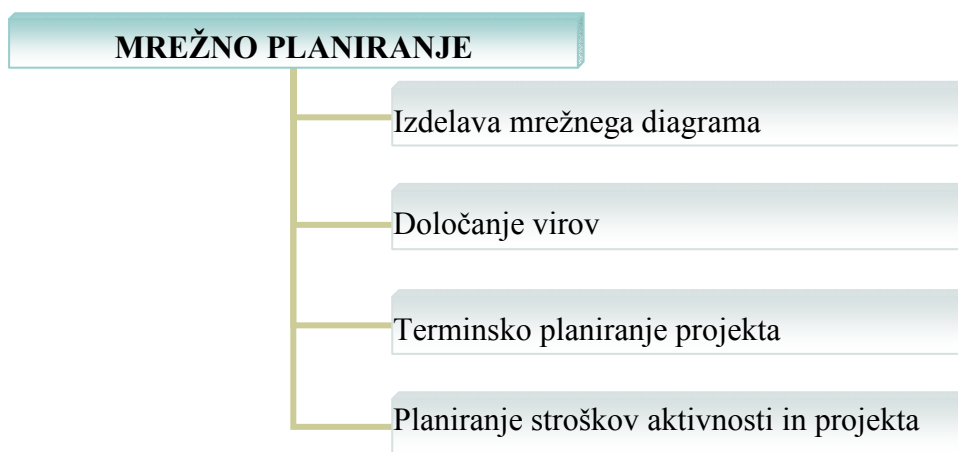 MREŽNO PLANIRANJE
Izdelava mrežnega diagrama
Določanje virov
Terminsko planiranje projekta
Planiranje stroškov aktivnosti in projekta